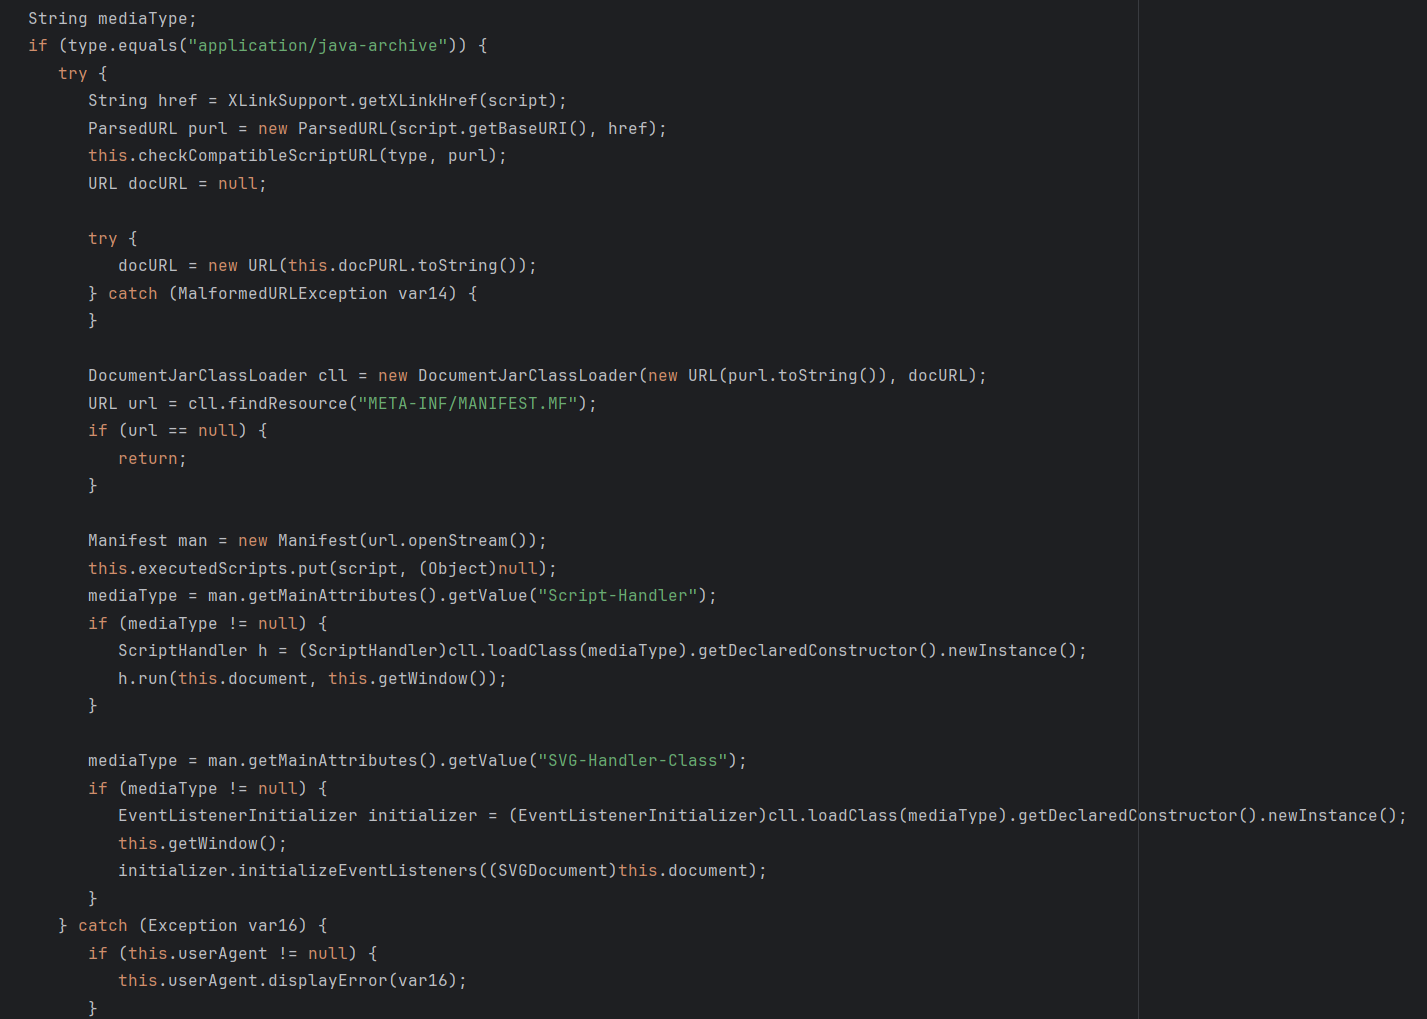 String mediaType;
if (type.equals("application/java-archive")) {
try {
String href = XLinkSupport.getXLinkHref(script);
ParsedURL purl = new ParsedURL(script.getBaseURI(), href);
this.checkCompatibleScriptURL(type, purl);
URL docURL = null;
try {
docURL = new URL(this.docPURL.toString());
} catch (MalformedURLException var14) {
}
DocumentJarClassLoader cll = new DocumentJarClassLoader(new URL(purl.toString()), docURL);
URL url = cll.findResource("META-INF/MANIFEST.MF");
if (url == null) {
return;
}
Manifest man = new Manifest(url.openStream());
this.executedScripts.put(script, (Object)null);
mediaType = man.getMainAttributes().getValue("Script-Handler");
if (mediaType != null) {
ScriptHandler h = (ScriptHandler)cll.loadClass(mediaType).getDeclaredConstructor().newInstance();
h.run(this.document, this.getWindow());
}
mediaType = man.getMainAttributes().getValue("SVG-Handler-Class");
if (mediaType != null) {
EventListenerInitializer initializer = (EventListenerInitializer)cll.loadClass(mediaType).getDeclaredConstructor().newInstance();
this.getWindow();
initializer.initializeEventListeners((SVGDocument)this.document);
}
} catch (Exception var16) {
if (this.userAgent != null) {
this.userAgent.displayError(var16);
}